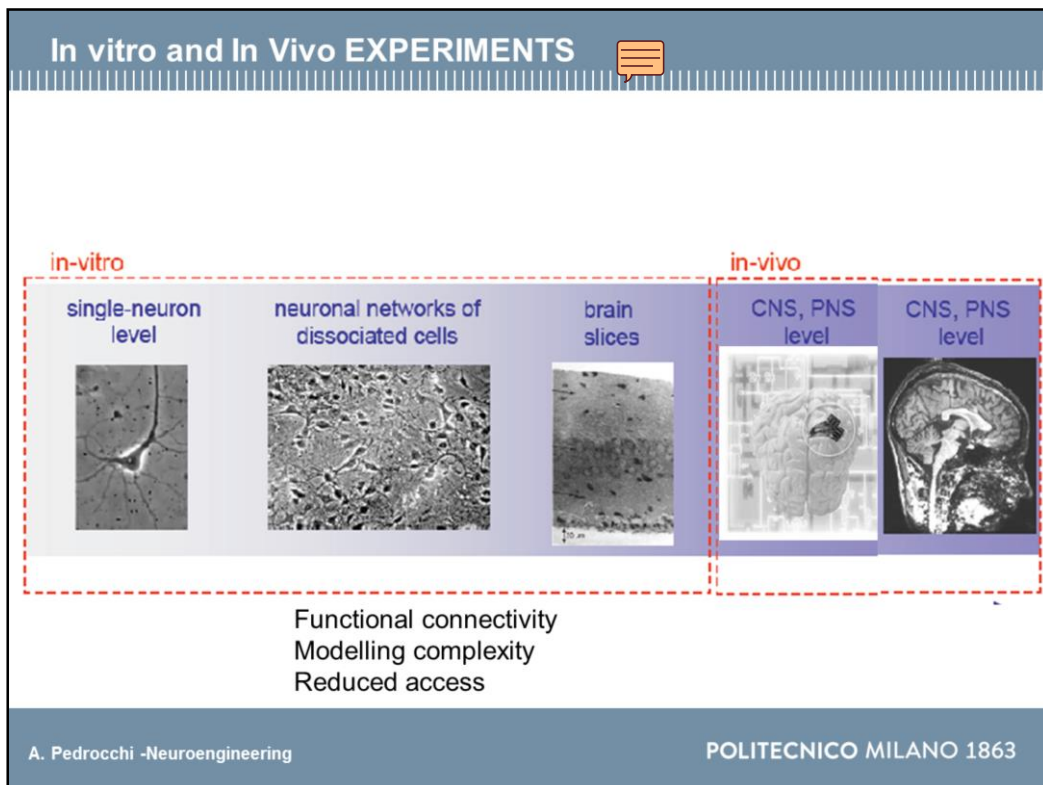 In vitro and In Vivo EXPERIMENTS
in-vitro
in-vivo
single-neuron
level
neuronal networks of
dissociated cells
brain
slices
CNS, PNS
level
CNS, PNS
level
Functional connectivity
Modelling complexity
Reduced access
A. Pedrocchi -Neuroengineering
POLITECNICO MILANO 1863